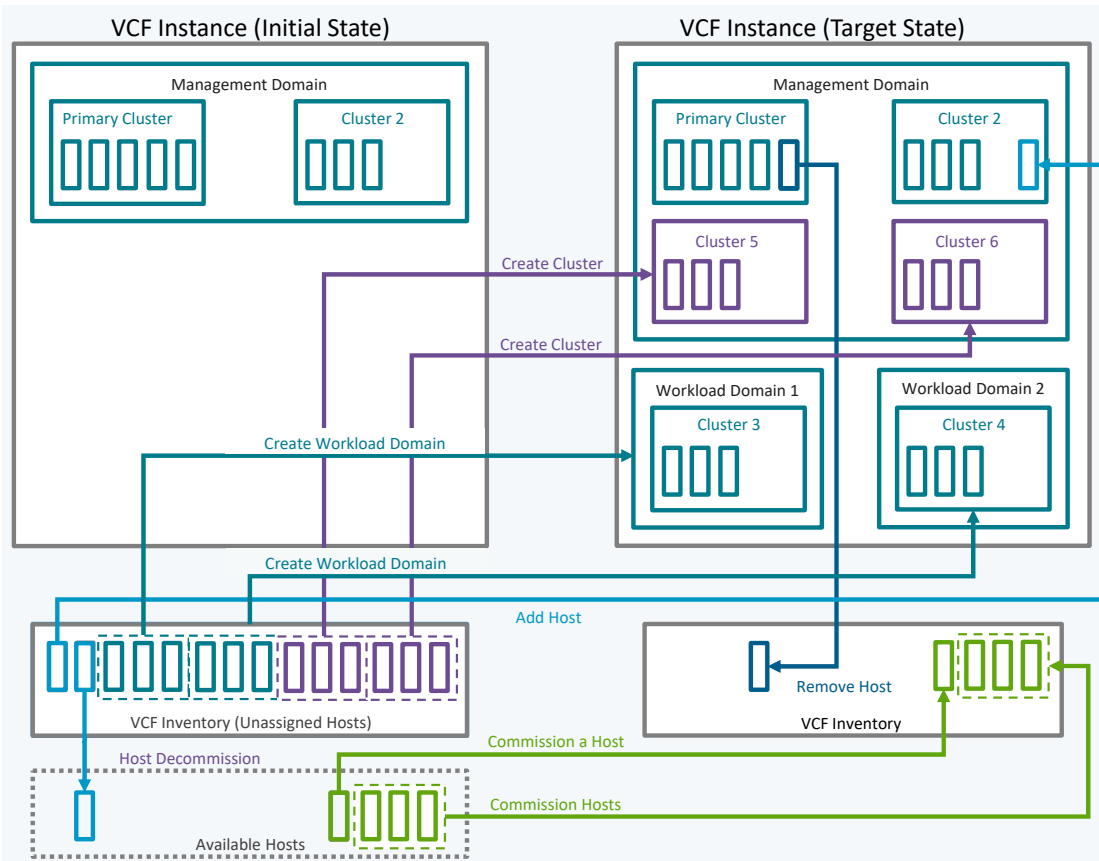 VCF Instance (Initial State)
VCF Instance (Target State)
Management Domain
Primary Cluster
Cluster 2
Management Domain
Primary Cluster
Cluster 2
Cluster 5
Cluster 6
Create Cluster
Create Cluster
Workload Domain 1
Cluster 3
Workload Domain 2
Cluster 4
Create Workload Domain
Create Workload Domain
Add Host
VCF Inventory (Unassigned Hosts)
Remove Host
VCF Inventory
Host Decommission
Commission a Host
Commission Hosts
Available Hosts